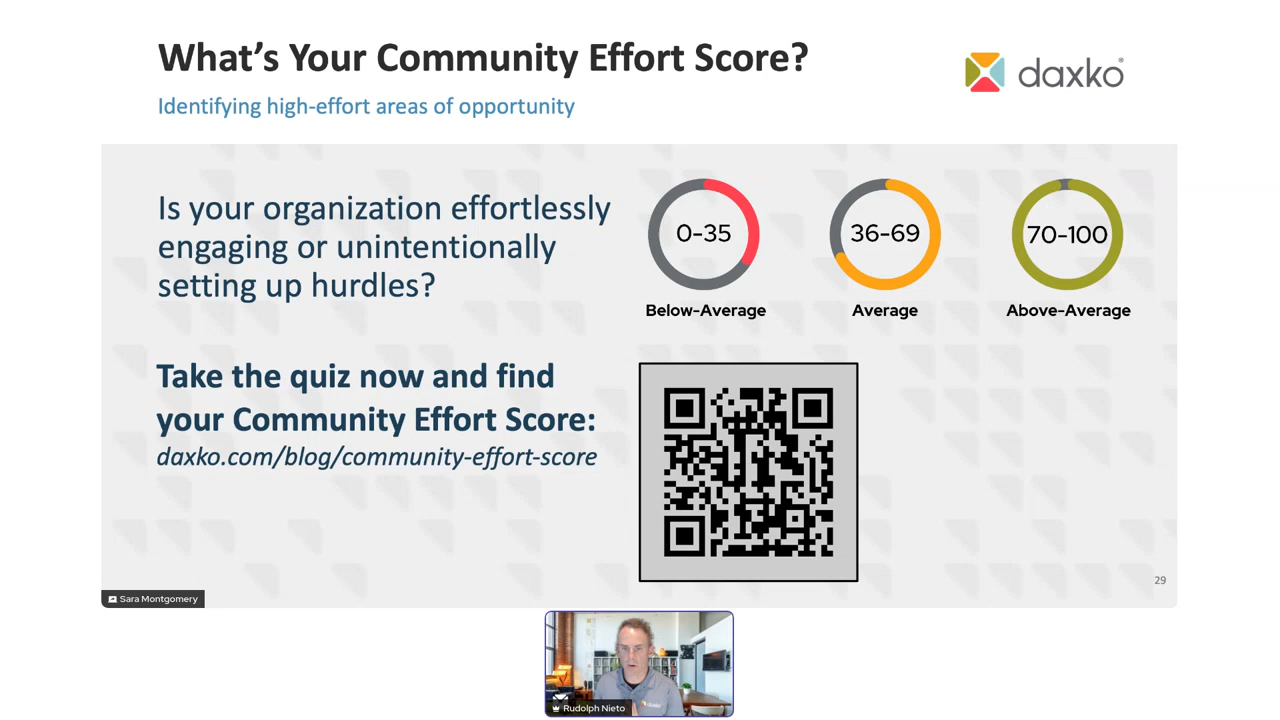 What's Your Community Effort Score?
daxko®
Identifying high-effort areas of opportunity
Is your organization effortlessly
engaging or unintentionally
setting up hurdles?
0-35
36-69
70-100
Below-Average
Average
Above-Average
Take the quiz now and find
your Community Effort Score:
daxko.com/blog/community-effort-score
29
Sara Montgomery
daxko
Rudolph Nieto